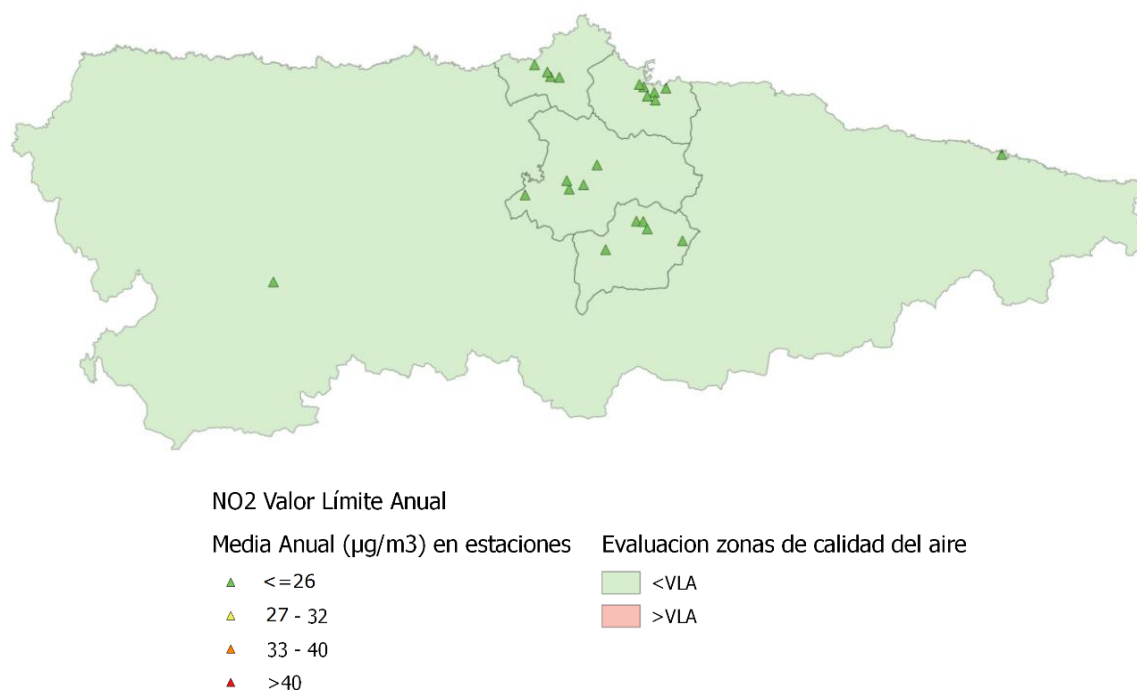 NO2 Valor Límite Anual
Media Anual (µg/m3) en estaciones
<=26
27 - 32
33 - 40
>40
Evaluacion zonas de calidad del aire
<VLA
>VLA